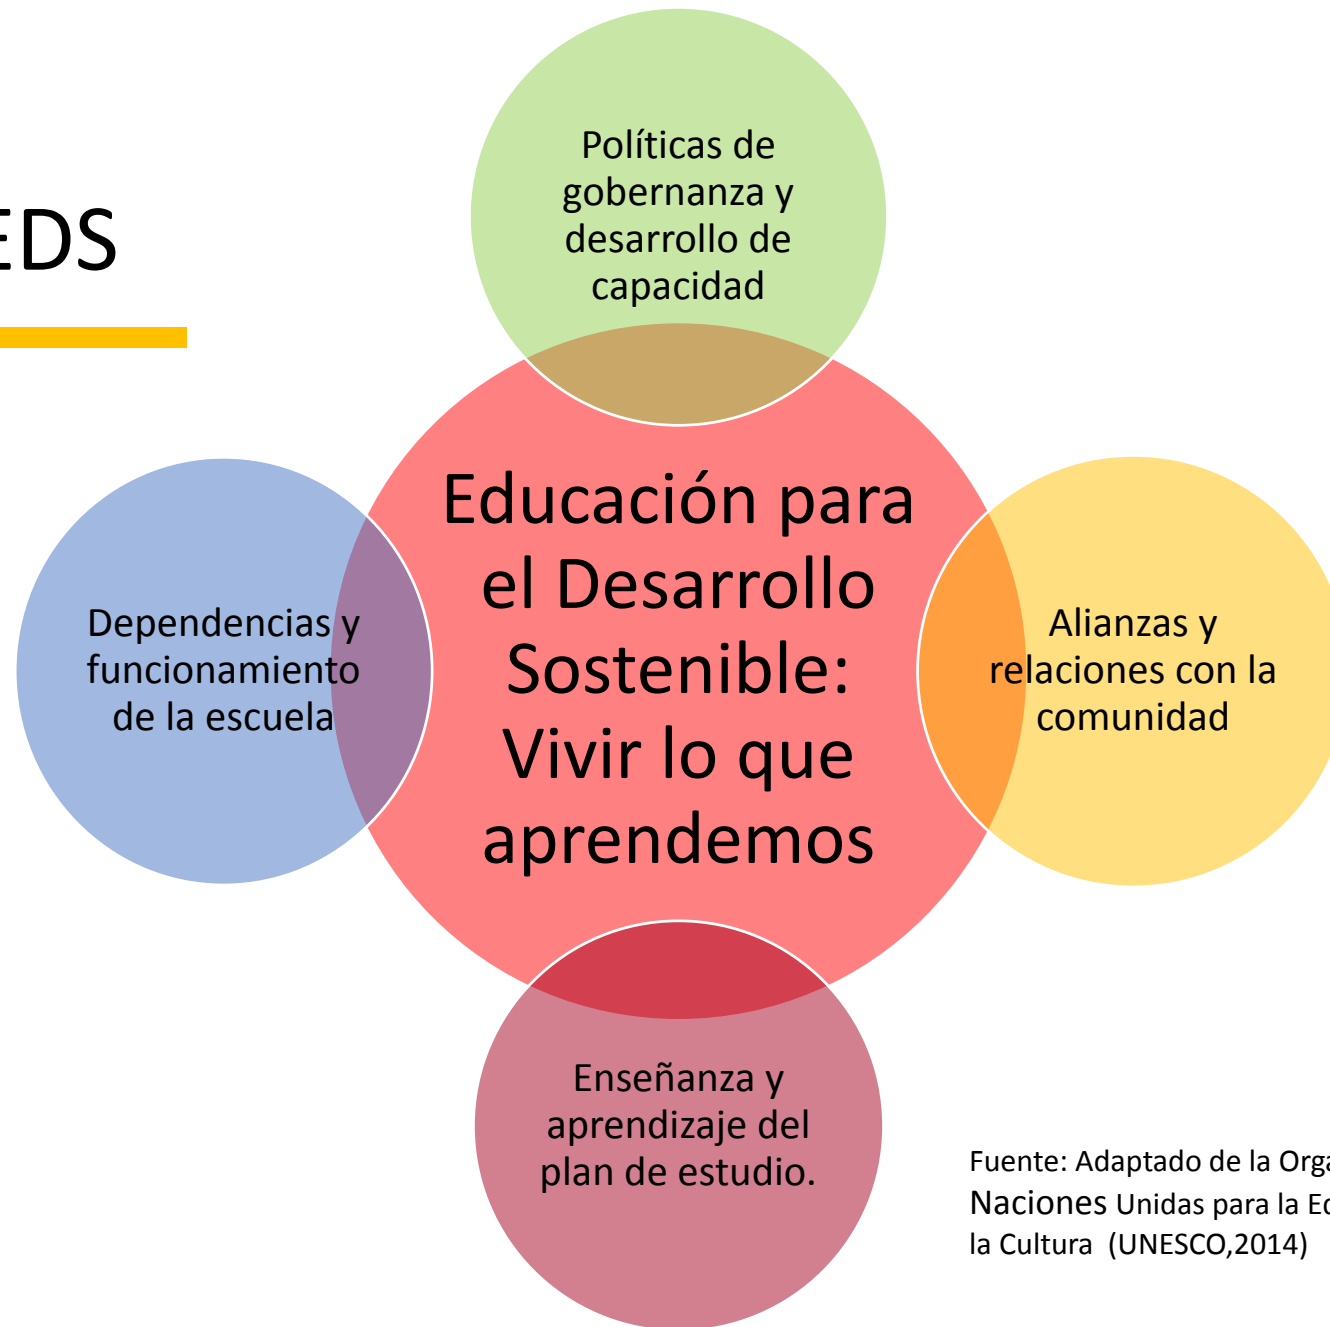 EDS
Políticas de
gobernanza y
desarrollo de
capacidad
Educación para
el Desarrollo
Sostenible:
Vivir lo que
aprendemos
Dependencias y
funcionamiento
de la escuela
Alianzas y
relaciones con la
comunidad
Enseñanza y
aprendizaje del
plan de estudio.
Fuente: Adaptado de la Orga
Naciones Unidas para la Ed
la Cultura (UNESCO,2014)